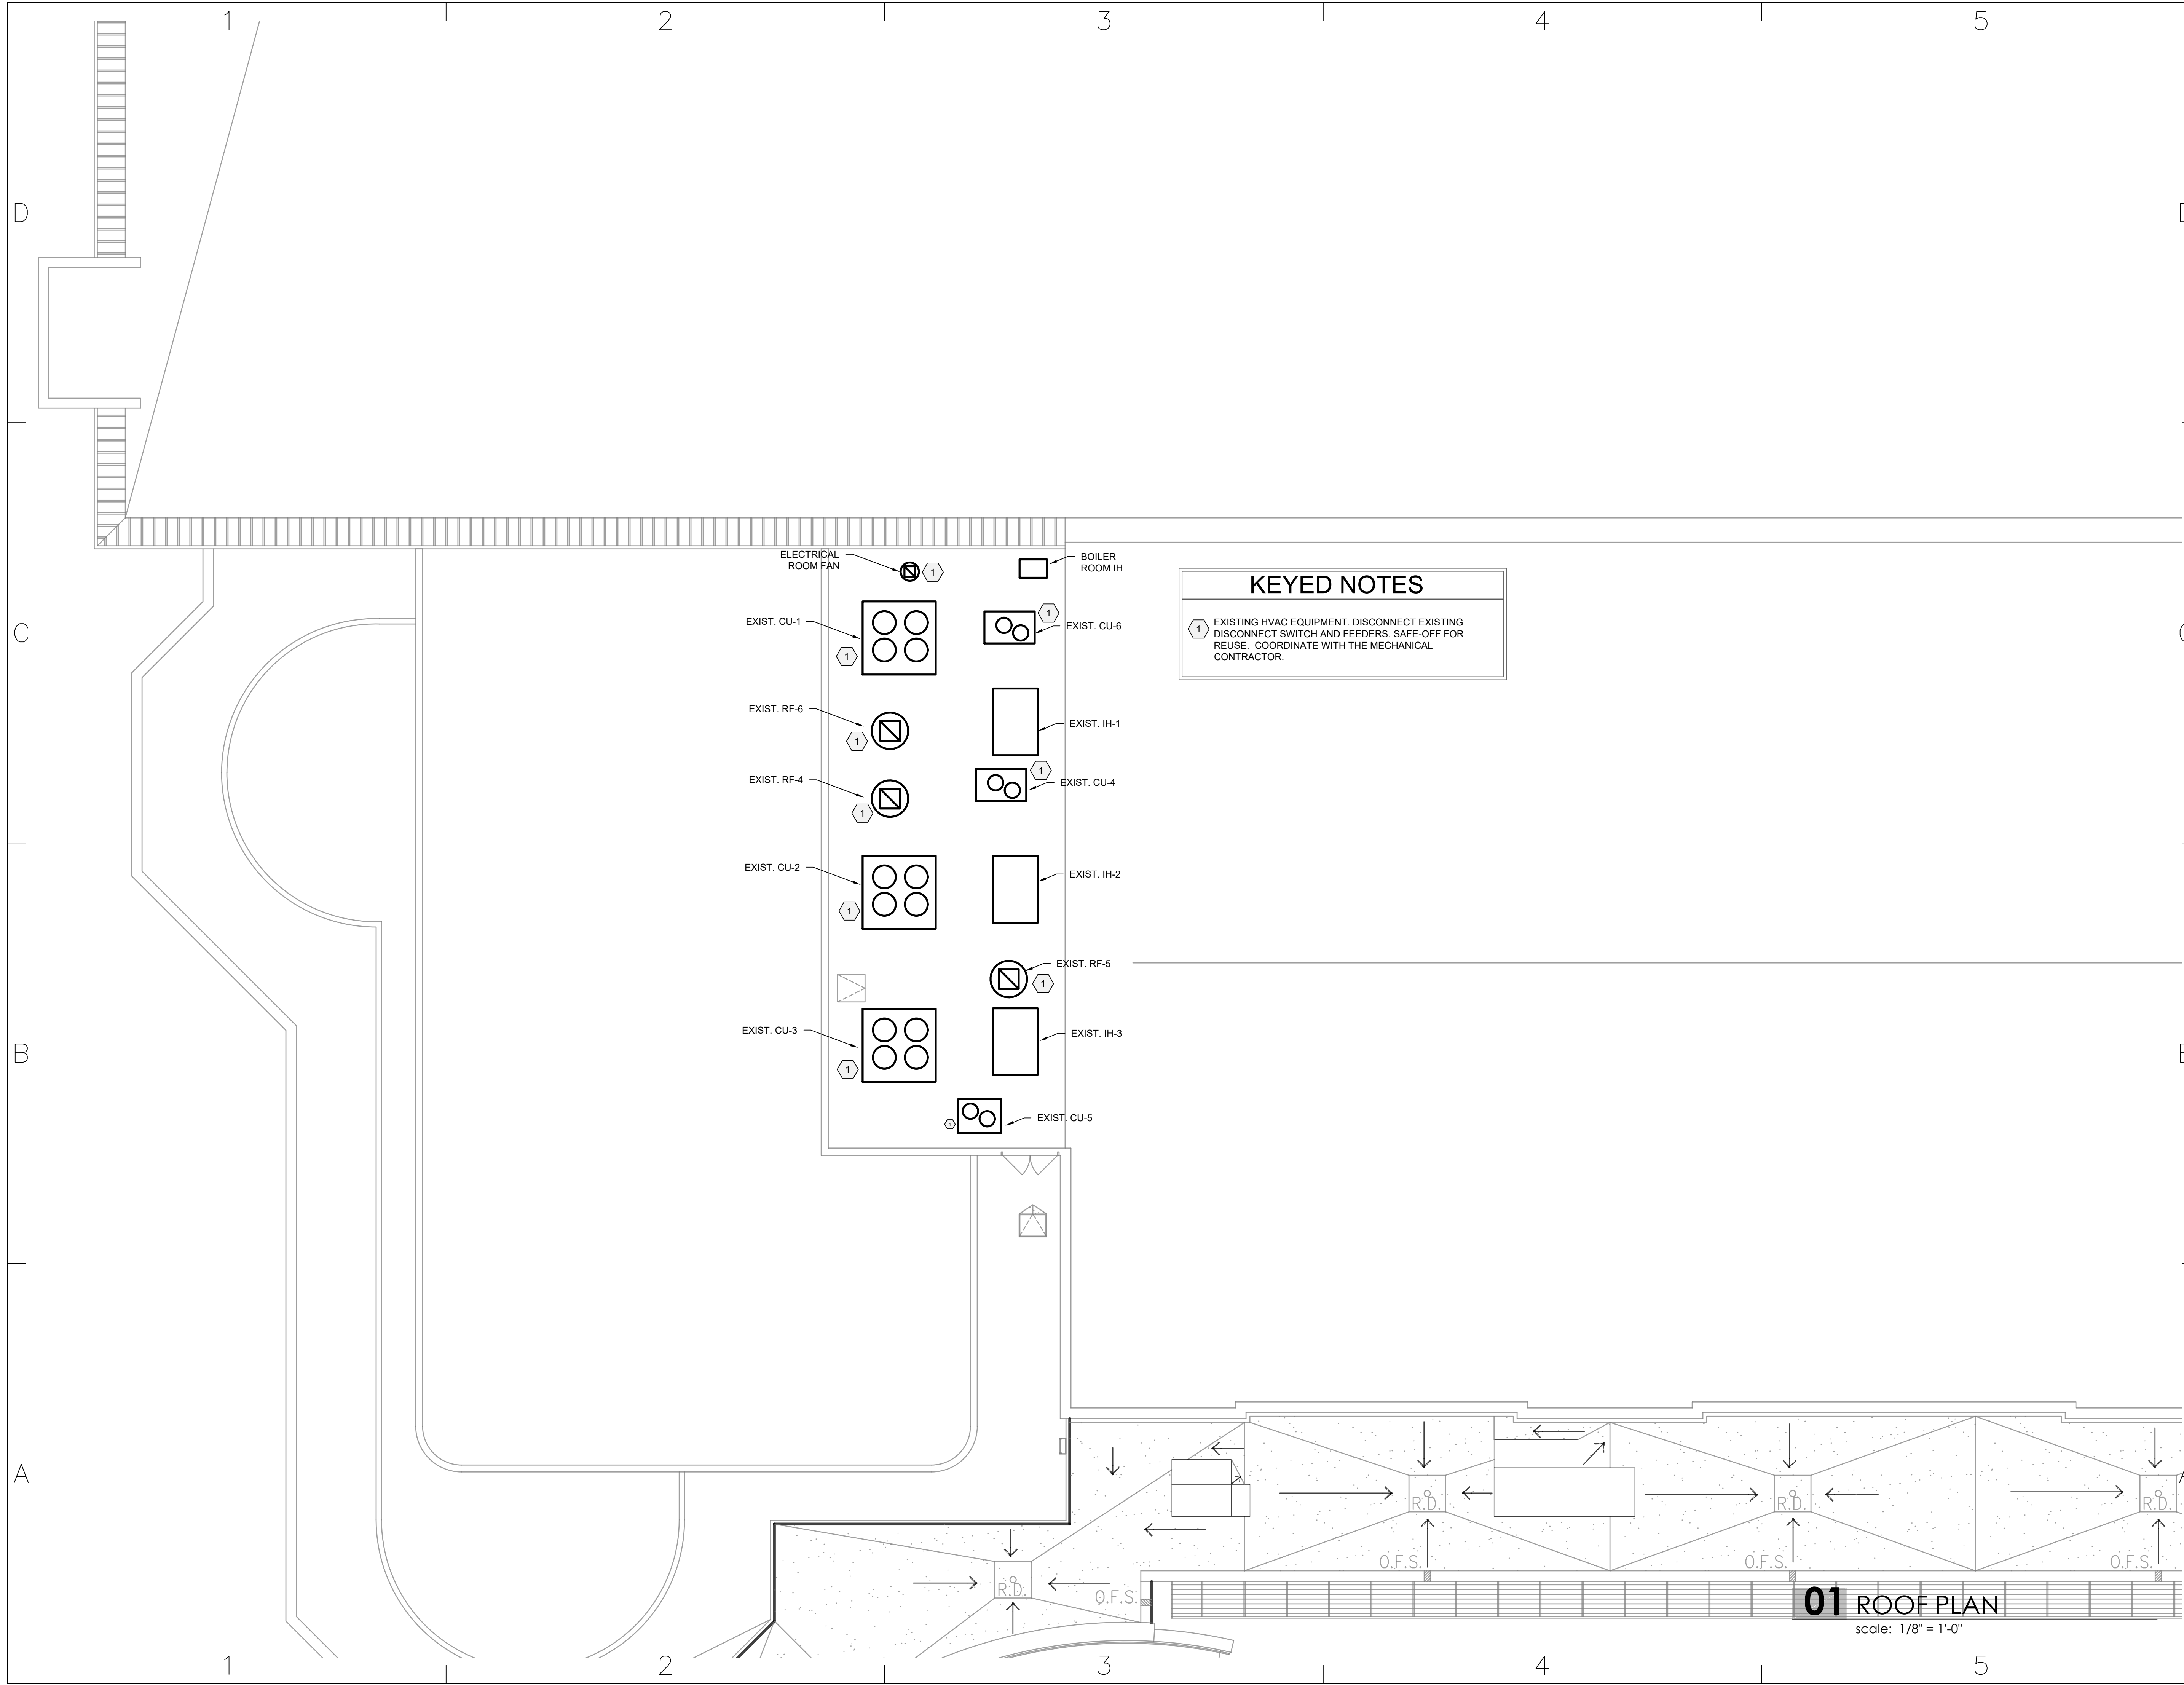 1 2 3 4 5
D
ELECTRICAL
ROOM FAN
1
BOILER
ROOM IH
KEYED NOTES
1
EXISTING HVAC EQUIPMENT. DISCONNECT EXISTING
DISCONNECT SWITCH AND FEEDERS. SAFE-OFF FOR
REUSE. COORDINATE WITH THE MECHANICAL
CONTRACTOR.
C
EXIST. CU-1
1
1
EXIST. CU-6
EXIST. RF-6
1
EXIST. IH-1
EXIST. RF-4
1
1
EXIST. CU-4
EXIST. CU-2
1
EXIST. IH-2
EXIST. RF-5
1
B
EXIST. CU-3
1
EXIST. IH-3
1
EXIST. CU-5
A
R.D.
R.D.
R.D.
O.F.S.
O.F.S.
O.F.S.
R.D.
O.F.S.
01 ROOF PLAN
scale: 1/8" = 1'-0"
1 2 3 4 5